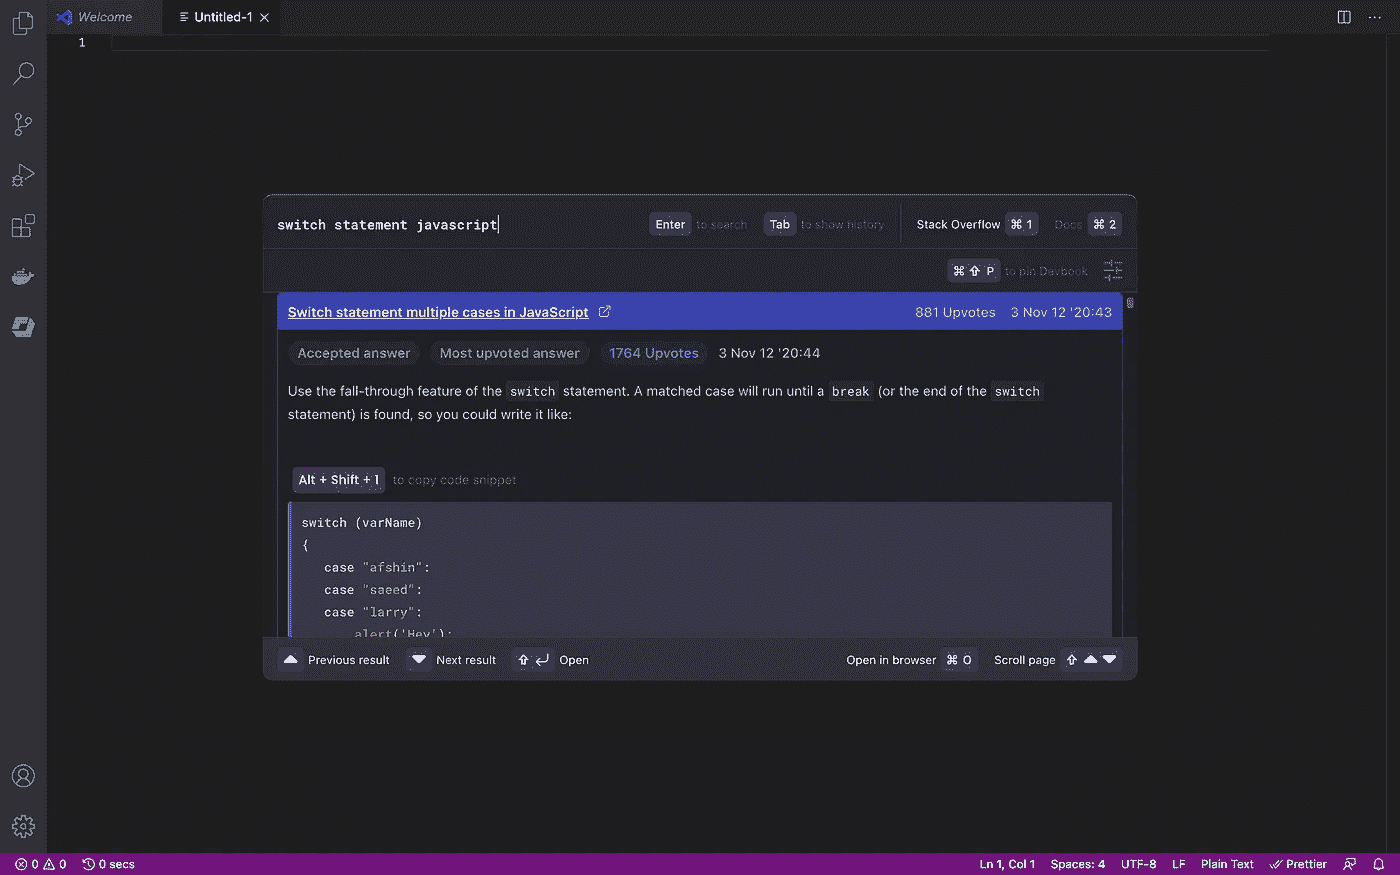 Welcome
Untitled-1
1
switch statement javascript
Enter to search Tab to show history Stack Overflow ⌘ 1 Docs ⌘ 2
⌘ ⇧ P to pin Devbook
Switch statement multiple cases in JavaScript 881 Upvotes 3 Nov 12 '20:43
Accepted answer Most upvoted answer 1764 Upvotes 3 Nov 12 '20:44
Use the fall-through feature of the switch statement. A matched case will run until a break (or the end of the switch
statement) is found, so you could write it like:
Alt + Shift + 1 to copy code snippet
switch (varName)
{
case "afshin":
case "saeed":
case "larry":
alert('Hey');
Previous result Next result ⇧ ↵ Open Open in browser ⌘ O Scroll page ⇧
0 0 0 secs Ln 1, Col 1 Spaces: 4 UTF-8 LF Plain Text Prettier